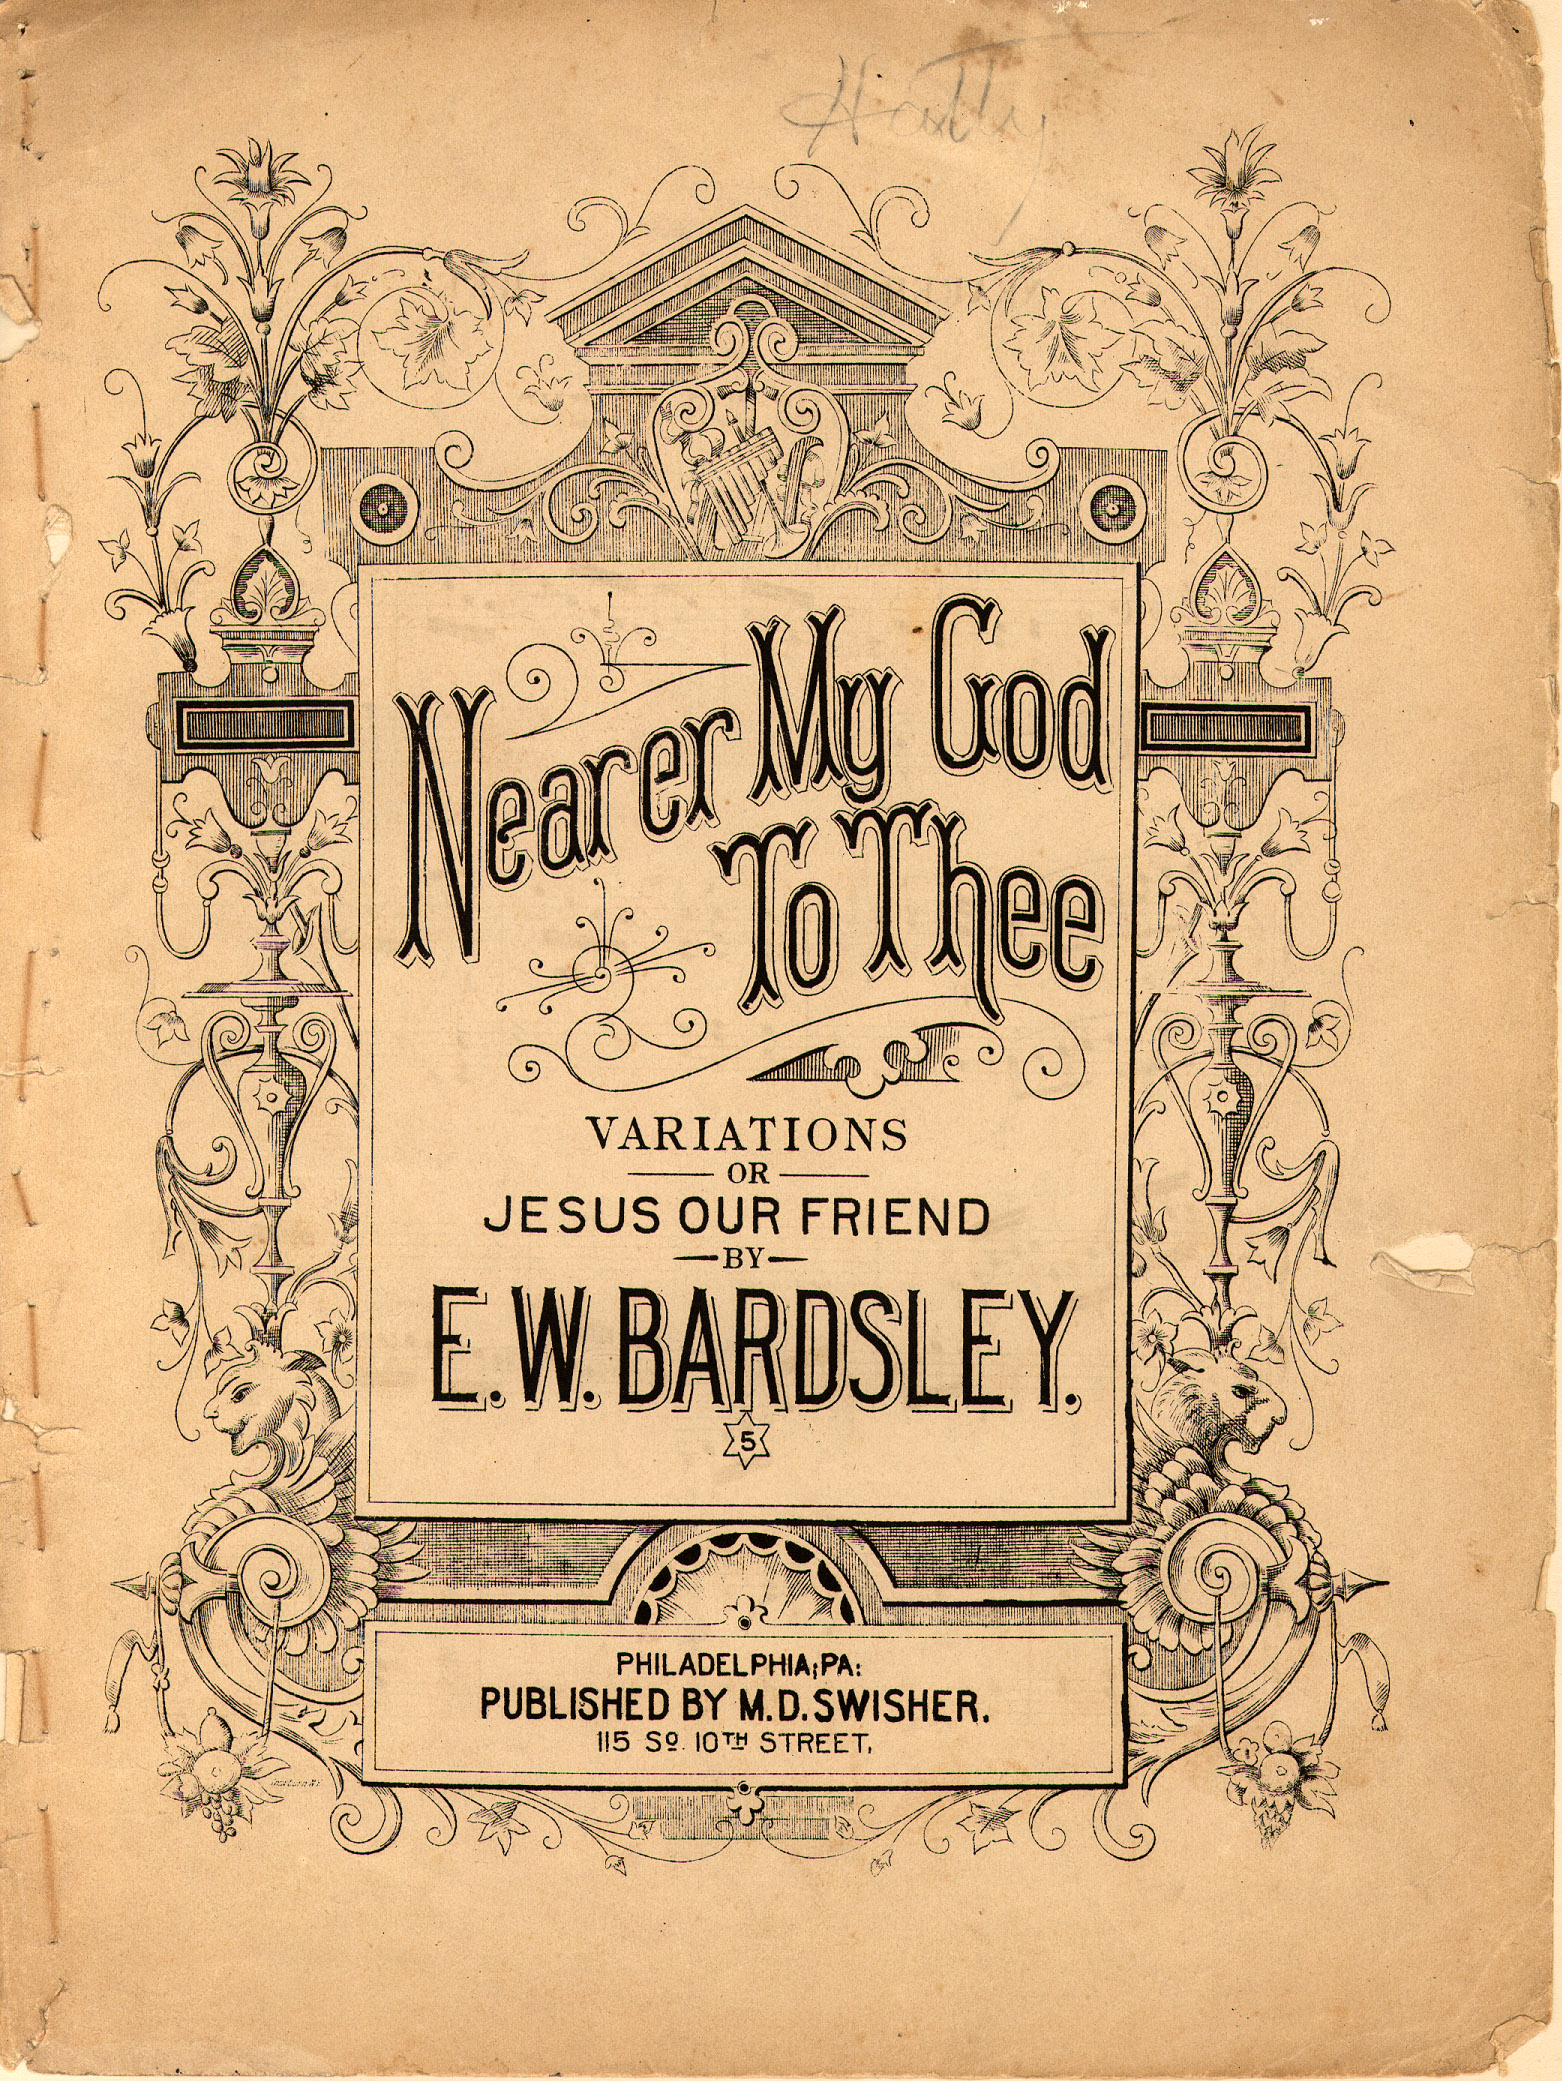 Hatty
Nearer My God
To Thee
VARIATIONS
OR
JESUS OUR FRIEND
BY
E. W. BARDSLEY.
5
PHILADELPHIA; PA:
PUBLISHED BY M. D. SWISHER.
115 SO. 10TH STREET,